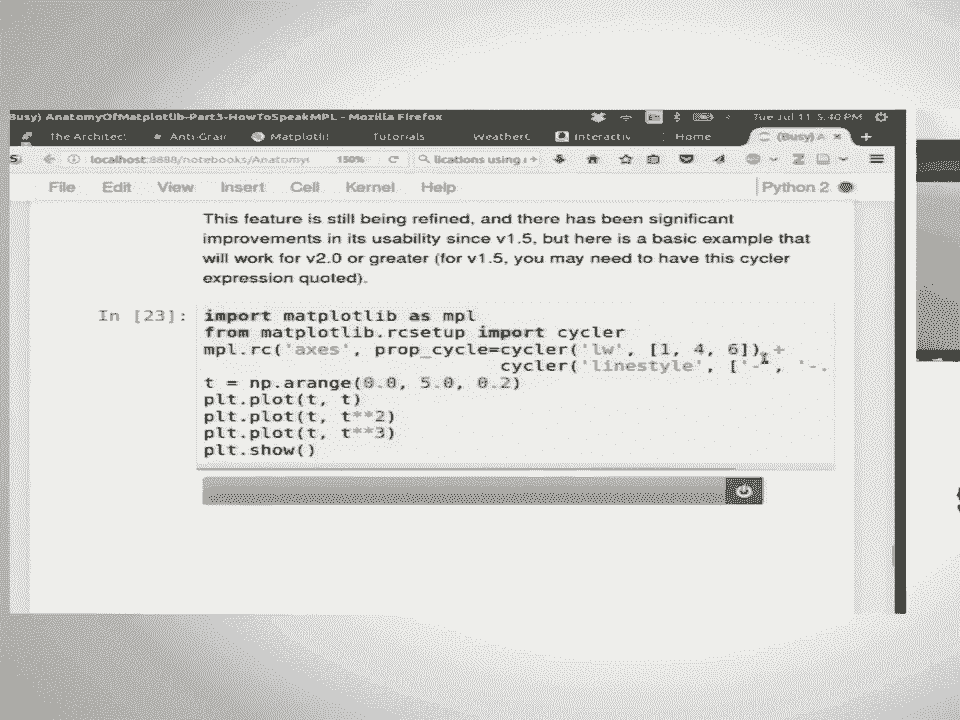 Busy) AnatomyOfMatplotlib-Part3-HowToSpeakMPL - Mozilla Firefox
Tue Jul 11 5:40 PM
The Architect Anti-Grain Matplotli Tutorials WeatherC Interactiv Home (Busy) A
localhost:8888/notebooks/Anatomy 150% C lications using
File Edit View Insert Cell Kernel Help Python 2
This feature is still being refined, and there has been significant
improvements in its usability since v1.5, but here is a basic example that
will work for v2.0 or greater (for v1.5, you may need to have this cycler
expression quoted).
In [23]: import matplotlib as mpl
from matplotlib.rcsetup import cycler
mpl.rc('axes', prop_cycle=cycler('lw', [1, 4, 6]) +
cycler('linestyle', ['-', '-.
t = np.arange(0.0, 5.0, 0.2)
plt.plot(t, t)
plt.plot(t, t**2)
plt.plot(t, t**3)
plt.show()